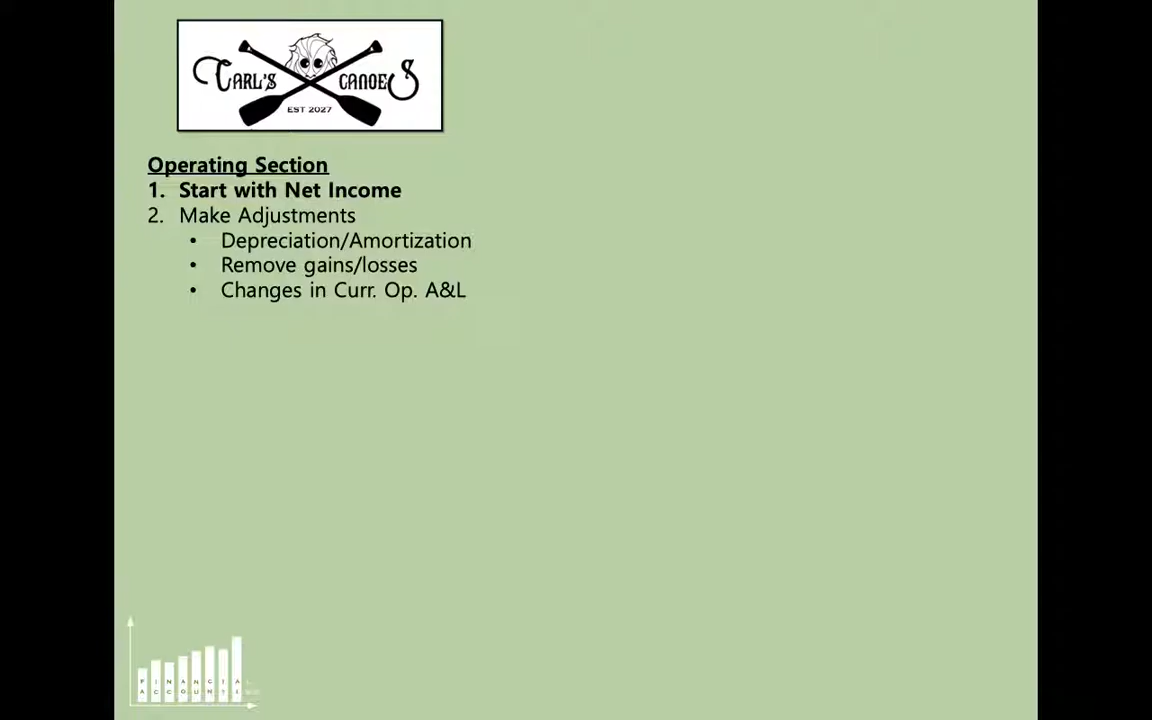 CARL'S CANOES
EST 2027
Operating Section
1. Start with Net Income
2. Make Adjustments
• Depreciation/Amortization
• Remove gains/losses
• Changes in Curr. Op. A&L
FINANCIAL